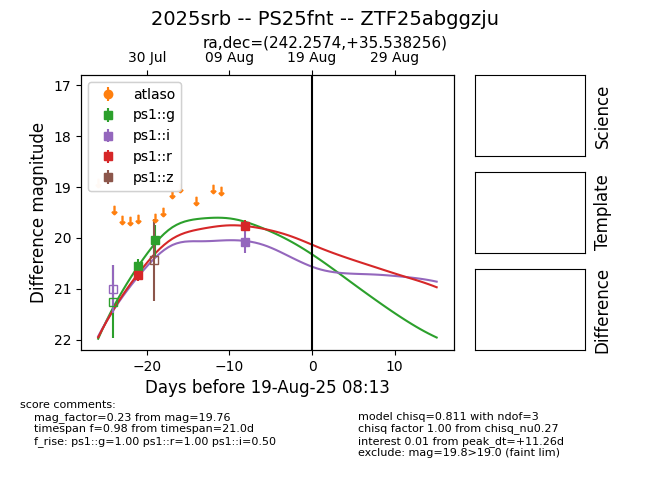 2025srb -- PS25fnt -- ZTF25abggzju
ra,dec=(242.2574,+35.538256)
30 Jul 09 Aug 19 Aug 29 Aug
17
18
19
20
21
22
Difference magnitude
atlaso
ps1::g
ps1::i
ps1::r
ps1::z
−20 −10 0 10
Days before 19-Aug-25 08:13
Science
Template
Difference
score comments:
mag_factor=0.23 from mag=19.76
timespan f=0.98 from timespan=21.0d
f_rise: ps1::g=1.00 ps1::r=1.00 ps1::i=0.50
model chisq=0.811 with ndof=3
chisq factor 1.00 from chisq_nu0.27
interest 0.01 from peak_dt=+11.26d
exclude: mag=19.8>19.0 (faint lim)